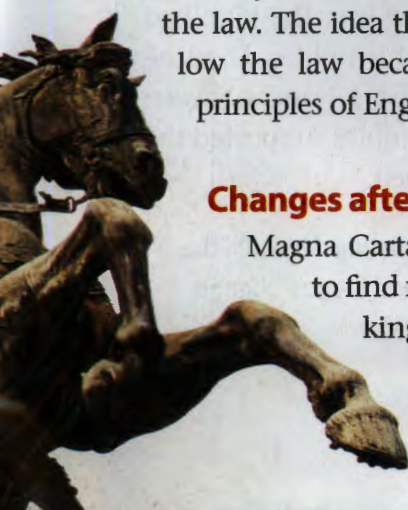 the law. The idea th
low the law beca
principles of Eng
Changes afte
Magna Carta
to find
king